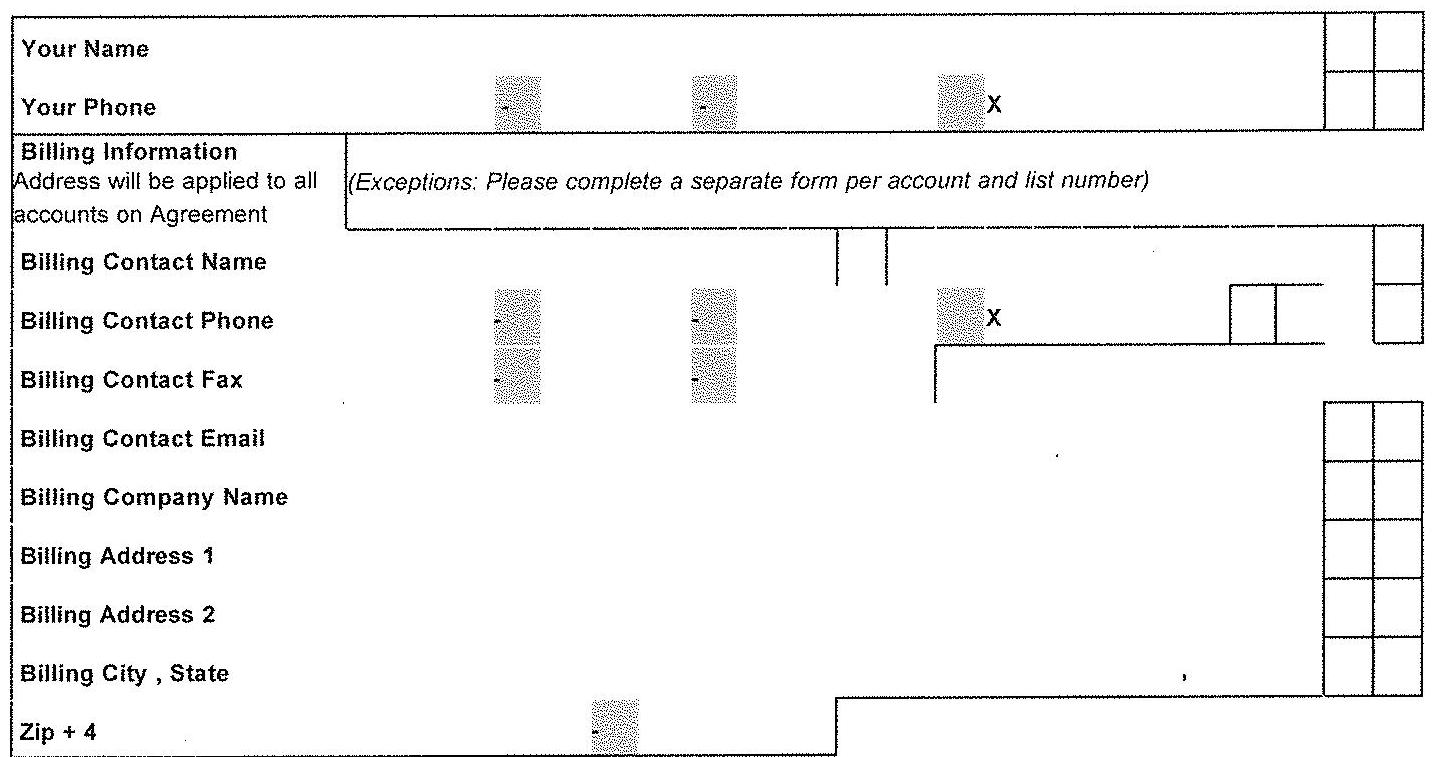 Your Name
Your Phone - - X
Billing Information
Address will be applied to all
accounts on Agreement
(Exceptions: Please complete a separate form per account and list number)
Billing Contact Name
Billing Contact Phone - - X
Billing Contact Fax - -
Billing Contact Email
Billing Company Name
Billing Address 1
Billing Address 2
Billing City , State ,
Zip + 4 -